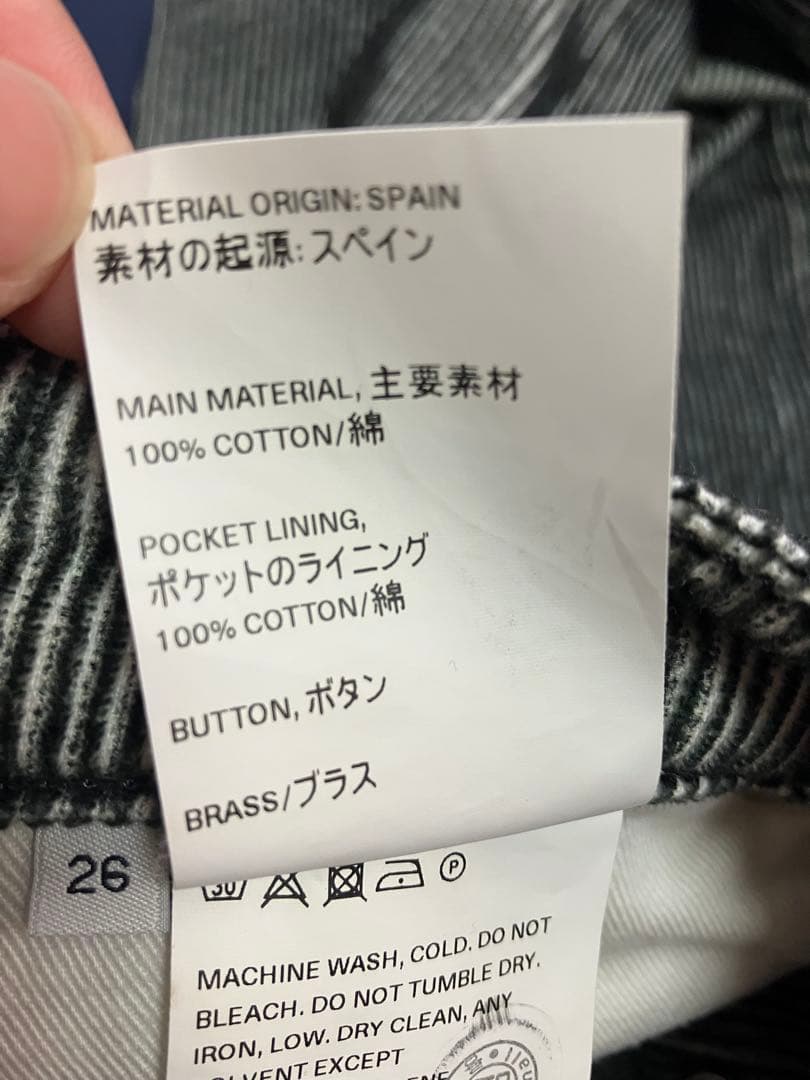 MATERIAL ORIGIN: SPAIN
素材の起源: スペイン
MAIN MATERIAL, 主要素材
100% COTTON/綿
POCKET LINING,
ポケットのライニング
100% COTTON/綿
BUTTON, ボタン
BRASS/ブラス
26
30
P
MACHINE WASH, COLD. DO NOT
BLEACH. DO NOT TUMBLE DRY.
IRON, LOW. DRY CLEAN, ANY
EXCEPT